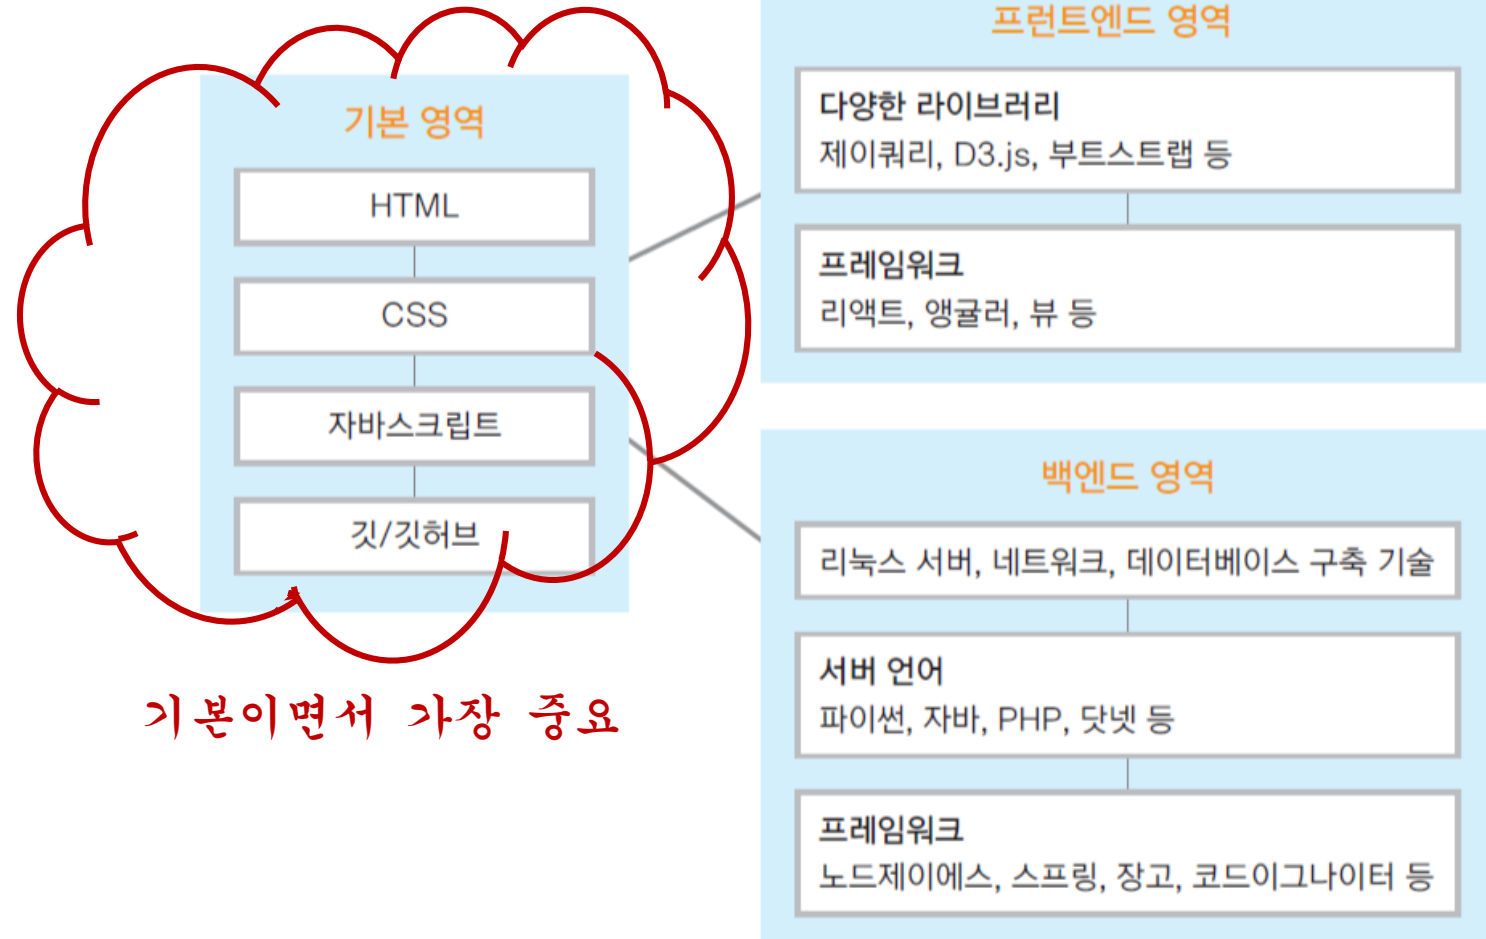 기본 영역
HTML
CSS
자바스크립트
깃/깃허브
기본이면서 가장 중요
프런트엔드 영역
다양한 라이브러리
제이쿼리, D3.js, 부트스트랩 등
프레임워크
리액트, 앵귤러, 뷰 등
백엔드 영역
리눅스 서버, 네트워크, 데이터베이스 구축 기술
서버 언어
파이썬, 자바, PHP, 닷넷 등
프레임워크
노드제이에스, 스프링, 장고, 코드이그나이터 등